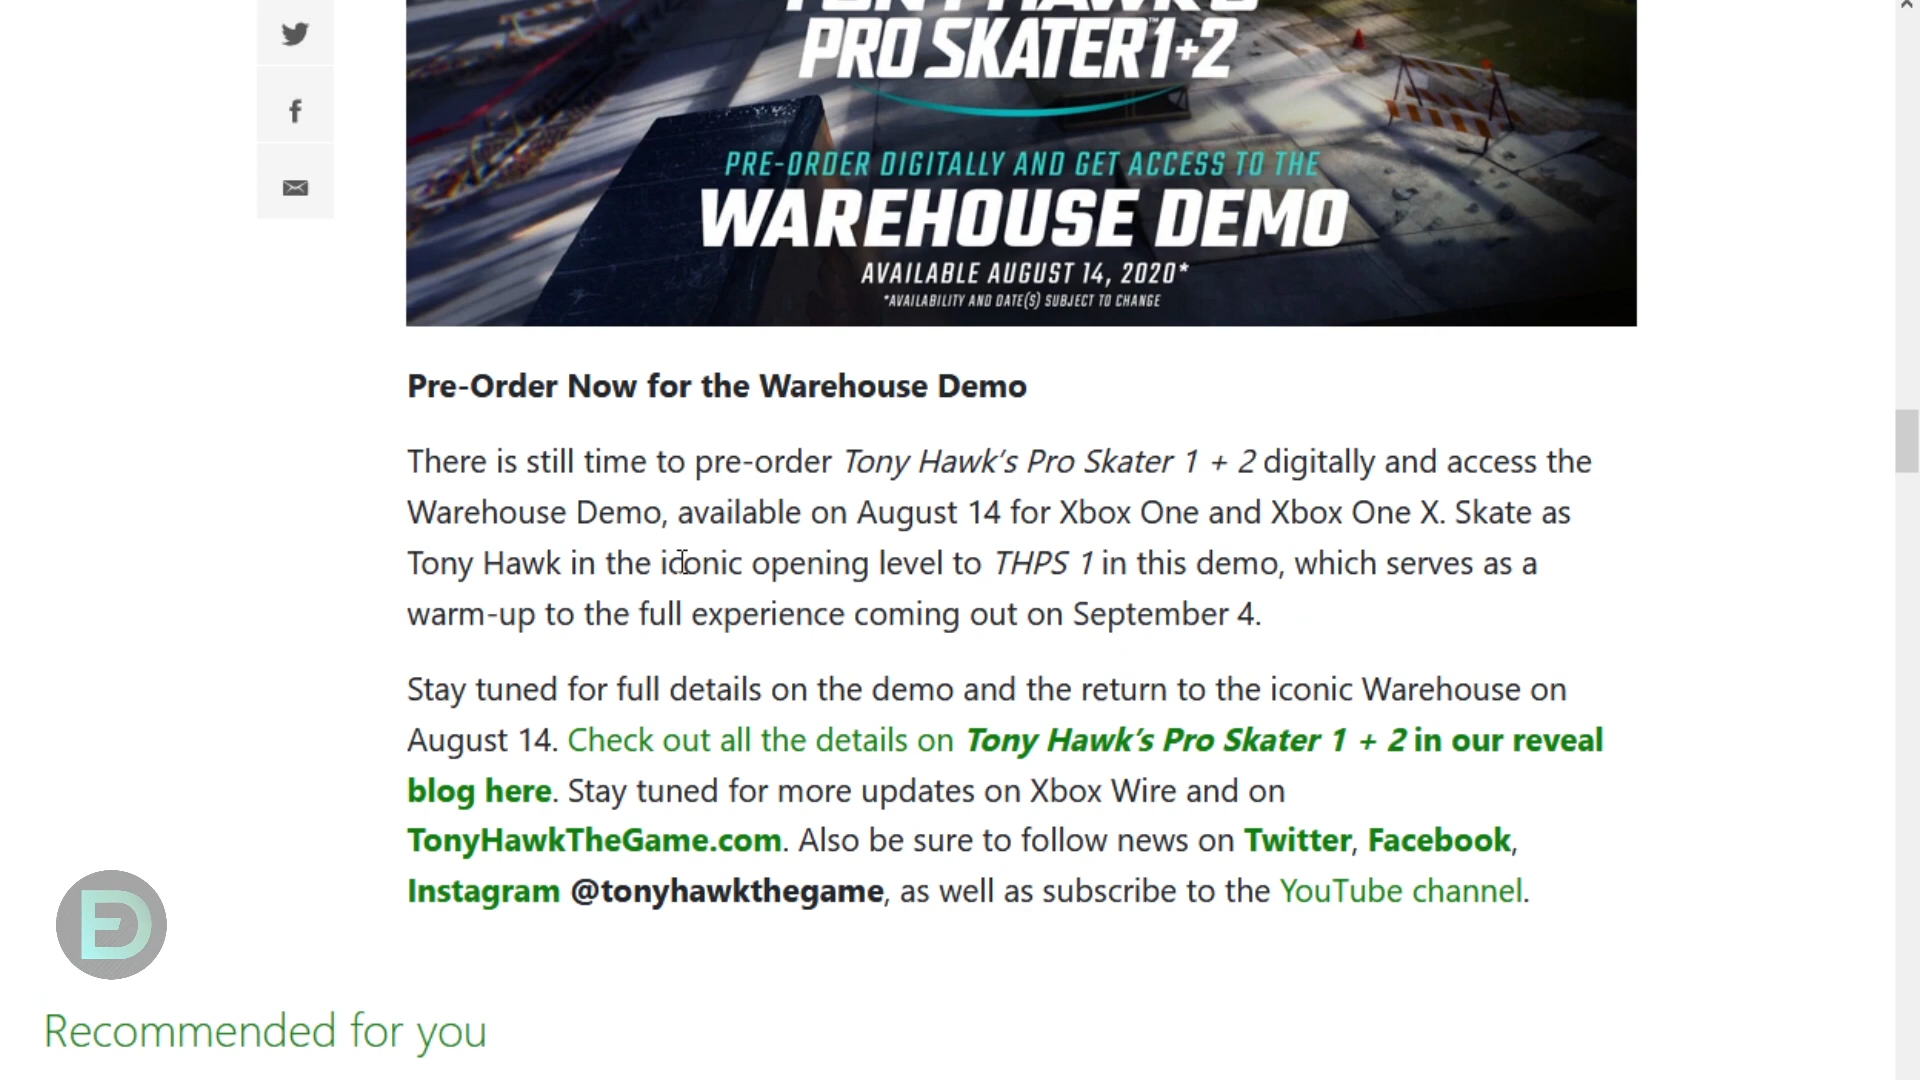 TONY HAWK'S
PRO SKATER™ 1+2
PRE-ORDER DIGITALLY AND GET ACCESS TO THE
WAREHOUSE DEMO
AVAILABLE AUGUST 14, 2020*
*AVAILABILITY AND DATE(S) SUBJECT TO CHANGE
Pre-Order Now for the Warehouse Demo
There is still time to pre-order Tony Hawk's Pro Skater 1 + 2 digitally and access the
Warehouse Demo, available on August 14 for Xbox One and Xbox One X. Skate as
Tony Hawk in the iconic opening level to THPS 1 in this demo, which serves as a
warm-up to the full experience coming out on September 4.
Stay tuned for full details on the demo and the return to the iconic Warehouse on
August 14. Check out all the details on Tony Hawk's Pro Skater 1 + 2 in our reveal
blog here. Stay tuned for more updates on Xbox Wire and on
TonyHawkTheGame.com. Also be sure to follow news on Twitter, Facebook,
Instagram @tonyhawkthegame, as well as subscribe to the YouTube channel.
Recommended for you